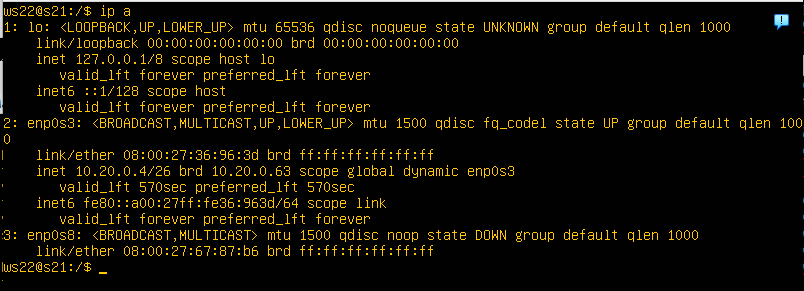 ws22@s21:/$ ip a
1: lo: <LOOPBACK,UP,LOWER_UP> mtu 65536 qdisc noqueue state UNKNOWN group default qlen 1000
    link/loopback 00:00:00:00:00:00 brd 00:00:00:00:00:00
    inet 127.0.0.1/8 scope host lo
       valid_lft forever preferred_lft forever
    inet6 ::1/128 scope host
       valid_lft forever preferred_lft forever
2: enp0s3: <BROADCAST,MULTICAST,UP,LOWER_UP> mtu 1500 qdisc fq_codel state UP group default qlen 100
0
    link/ether 08:00:27:36:96:3d brd ff:ff:ff:ff:ff:ff
    inet 10.20.0.4/26 brd 10.20.0.63 scope global dynamic enp0s3
       valid_lft 570sec preferred_lft 570sec
    inet6 fe80::a00:27ff:fe36:963d/64 scope link
       valid_lft forever preferred_lft forever
3: enp0s8: <BROADCAST,MULTICAST> mtu 1500 qdisc noop state DOWN group default qlen 1000
    link/ether 08:00:27:67:87:b6 brd ff:ff:ff:ff:ff:ff
ws22@s21:/$ _